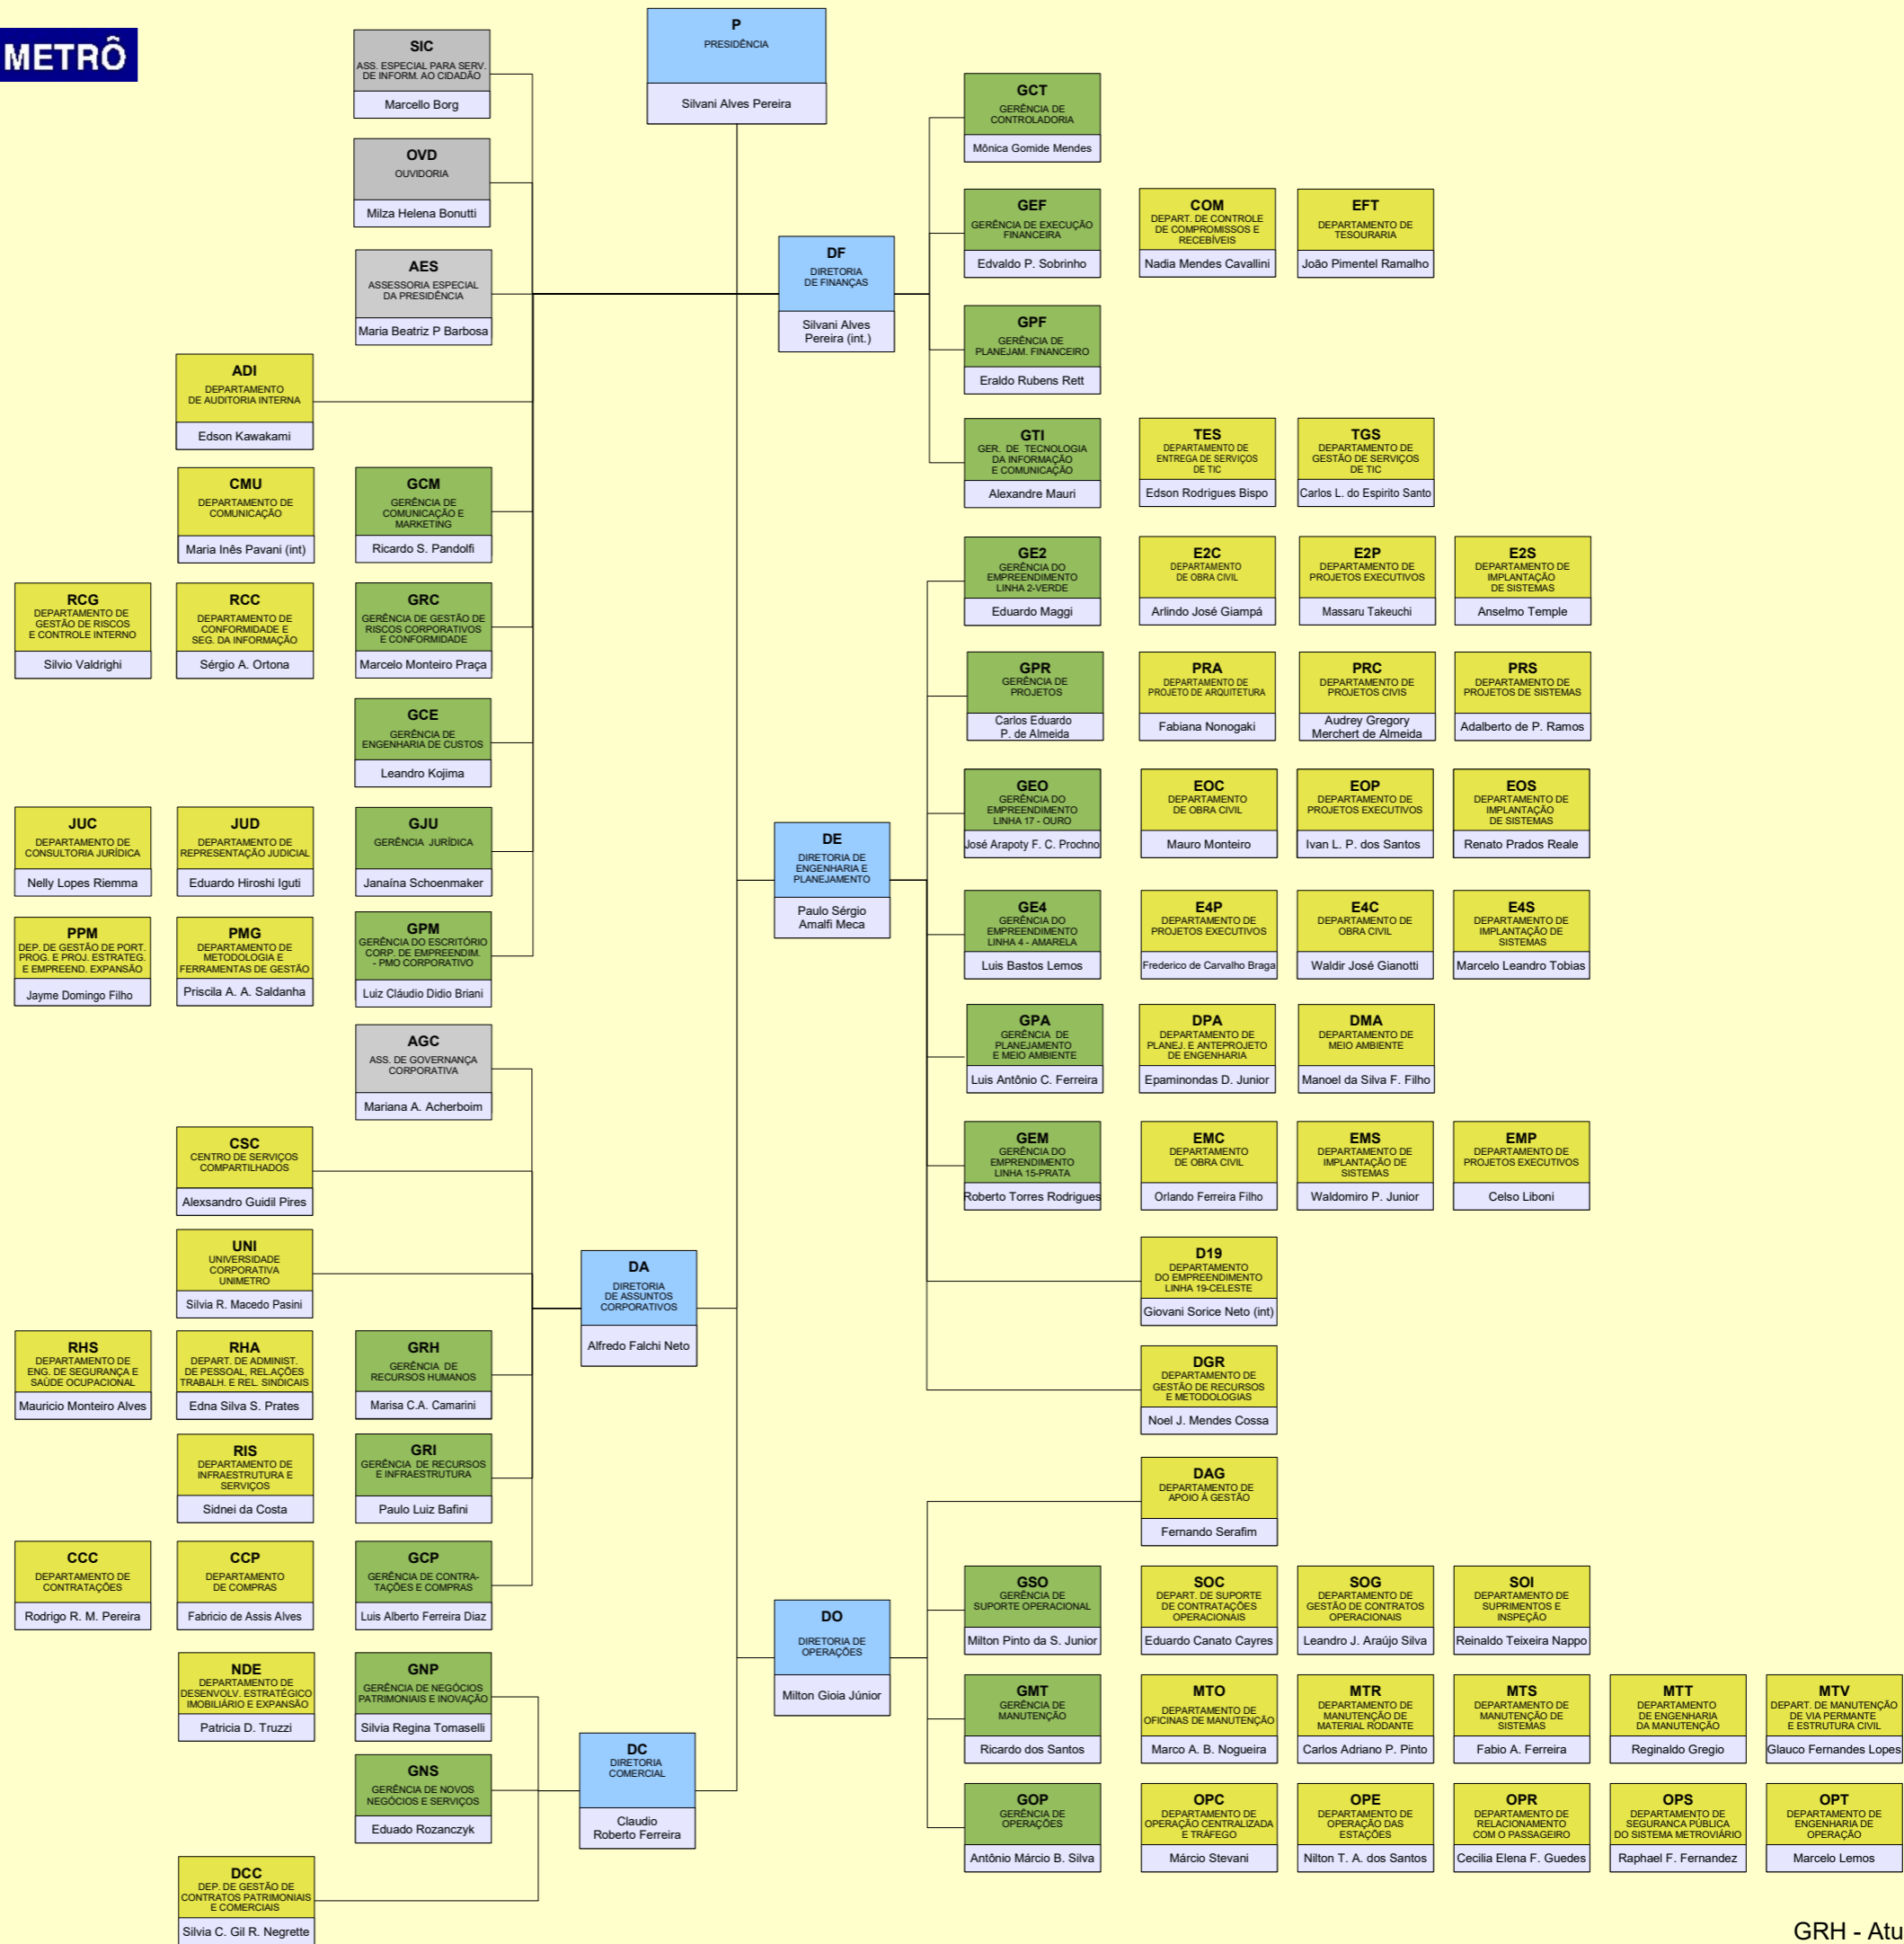 METRÔ
P
PRESIDÊNCIA
Silvani Alves Pereira
SIC
ASS. ESPECIAL PARA SERV.
DE INFORM. AO CIDADÃO
Marcello Borg
OVD
OUVIDORIA
Milza Helena Bonutti
AES
ASSESSORIA ESPECIAL
DA PRESIDÊNCIA
Maria Beatriz P Barbosa
ADI
DEPARTAMENTO
DE AUDITORIA INTERNA
Edson Kawakami
CMU
DEPARTAMENTO DE
COMUNICAÇÃO
Maria Inês Pavani (int)
GCM
GERÊNCIA DE
COMUNICAÇÃO E
MARKETING
Ricardo S. Pandolfi
RCG
DEPARTAMENTO DE
GESTÃO DE RISCOS
E CONTROLE INTERNO
Silvio Valdrighi
RCC
DEPARTAMENTO DE
CONFORMIDADE E
SEG. DA INFORMAÇÃO
Sérgio A. Ortona
GRC
GERÊNCIA DE GESTÃO DE
RISCOS CORPORATIVOS
E CONFORMIDADE
Marcelo Monteiro Praça
GCE
GERÊNCIA DE
ENGENHARIA DE CUSTOS
Leandro Kojima
JUC
DEPARTAMENTO DE
CONSULTORIA JURÍDICA
Nelly Lopes Riemma
JUD
DEPARTAMENTO DE
REPRESENTAÇÃO JUDICIAL
Eduardo Hiroshi Iguti
GJU
GERÊNCIA JURÍDICA
Janaína Schoenmaker
PPM
DEP. DE GESTÃO DE PORT.
PROG. E PROJ. ESTRATEG.
E EMPREEND. EXPANSÃO
Jayme Domingo Filho
PMG
DEPARTAMENTO DE
METODOLOGIA E
FERRAMENTAS DE GESTÃO
Priscila A. A. Saldanha
GPM
GERÊNCIA DO ESCRITÓRIO
CORP. DE EMPREENDIM.
- PMO CORPORATIVO
Luiz Cláudio Didio Briani
AGC
ASS. DE GOVERNANÇA
CORPORATIVA
Mariana A. Acherboim
CSC
CENTRO DE SERVIÇOS
COMPARTILHADOS
Alexsandro Guidil Pires
UNI
UNIVERSIDADE
CORPORATIVA
UNIMETRO
Silvia R. Macedo Pasini
DA
DIRETORIA
DE ASSUNTOS
CORPORATIVOS
Alfredo Falchi Neto
RHS
DEPARTAMENTO DE
ENG. DE SEGURANÇA E
SAÚDE OCUPACIONAL
Mauricio Monteiro Alves
RHA
DEPART. DE ADMINIST.
DE PESSOAL, REL.AÇÕES
TRABALH. E REL. SINDICAIS
Edna Silva S. Prates
GRH
GERÊNCIA DE
RECURSOS HUMANOS
Marisa C.A. Camarini
RIS
DEPARTAMENTO DE
INFRAESTRUTURA E
SERVIÇOS
Sidnei da Costa
GRI
GERÊNCIA DE RECURSOS
E INFRAESTRUTURA
Paulo Luiz Bafini
CCC
DEPARTAMENTO DE
CONTRATAÇÕES
Rodrigo R. M. Pereira
CCP
DEPARTAMENTO
DE COMPRAS
Fabricio de Assis Alves
GCP
GERÊNCIA DE CONTRA-
TAÇÕES E COMPRAS
Luis Alberto Ferreira Diaz
NDE
DEPARTAMENTO DE
DESENVOLV. ESTRATÉGICO
IMOBILIÁRIO E EXPANSÃO
Patricia D. Truzzi
GNP
GERÊNCIA DE NEGÓCIOS
PATRIMONIAIS E INOVAÇÃO
Silvia Regina Tomaselli
GNS
GERÊNCIA DE NOVOS
NEGÓCIOS E SERVIÇOS
Eduado Rozanczyk
DC
DIRETORIA
COMERCIAL
Claudio
Roberto Ferreira
DCC
DEP. DE GESTÃO DE
CONTRATOS PATRIMONIAIS
E COMERCIAIS
Silvia C. Gil R. Negrette
DF
DIRETORIA
DE FINANÇAS
Silvani Alves
Pereira (int.)
GCT
GERÊNCIA DE
CONTROLADORIA
Mônica Gomide Mendes
GEF
GERÊNCIA DE EXECUÇÃO
FINANCEIRA
Edvaldo P. Sobrinho
COM
DEPART. DE CONTROLE
DE COMPROMISSOS E
RECEBÍVEIS
Nadia Mendes Cavallini
EFT
DEPARTAMENTO DE
TESOURARIA
João Pimentel Ramalho
GPF
GERÊNCIA DE
PLANEJAM. FINANCEIRO
Eraldo Rubens Rett
GTI
GER. DE TECNOLOGIA
DA INFORMAÇÃO
E COMUNICAÇÃO
Alexandre Mauri
TES
DEPARTAMENTO DE
ENTREGA DE SERVIÇOS
DE TIC
Edson Rodrigues Bispo
TGS
DEPARTAMENTO DE
GESTÃO DE SERVIÇOS
DE TIC
Carlos L. do Espirito Santo
DE
DIRETORIA DE
ENGENHARIA E
PLANEJAMENTO
Paulo Sérgio
Amalfi Meca
GE2
GERÊNCIA DO
EMPREENDIMENTO
LINHA 2-VERDE
Eduardo Maggi
E2C
DEPARTAMENTO
DE OBRA CIVIL
Arlindo José Giampá
E2P
DEPARTAMENTO DE
PROJETOS EXECUTIVOS
Massaru Takeuchi
E2S
DEPARTAMENTO DE
IMPLANTAÇÃO
DE SISTEMAS
Anselmo Temple
GPR
GERÊNCIA DE
PROJETOS
Carlos Eduardo
P. de Almeida
PRA
DEPARTAMENTO DE
PROJETO DE ARQUITETURA
Fabiana Nonogaki
PRC
DEPARTAMENTO DE
PROJETOS CIVIS
Audrey Gregory
Merchert de Almeida
PRS
DEPARTAMENTO DE
PROJETOS DE SISTEMAS
Adalberto de P. Ramos
GEO
GERÊNCIA DO
EMPREENDIMENTO
LINHA 17 - OURO
José Arapoty F. C. Prochno
EOC
DEPARTAMENTO
DE OBRA CIVIL
Mauro Monteiro
EOP
DEPARTAMENTO DE
PROJETOS EXECUTIVOS
Ivan L. P. dos Santos
EOS
DEPARTAMENTO DE
IMPLANTAÇÃO
DE SISTEMAS
Renato Prados Reale
GE4
GERÊNCIA DO
EMPREENDIMENTO
LINHA 4 - AMARELA
Luis Bastos Lemos
E4P
DEPARTAMENTO DE
PROJETOS EXECUTIVOS
Frederico de Carvalho Braga
E4C
DEPARTAMENTO DE
OBRA CIVIL
Waldir José Gianotti
E4S
DEPARTAMENTO DE
IMPLANTAÇÃO DE
SISTEMAS
Marcelo Leandro Tobias
GPA
GERÊNCIA DE
PLANEJAMENTO
E MEIO AMBIENTE
Luis Antônio C. Ferreira
DPA
DEPARTAMENTO DE
PLANEJ. E ANTEPROJETO
DE ENGENHARIA
Epaminondas D. Junior
DMA
DEPARTAMENTO DE
MEIO AMBIENTE
Manoel da Silva F. Filho
GEM
GERÊNCIA DO
EMPRENDIMENTO
LINHA 15-PRATA
Roberto Torres Rodrigues
EMC
DEPARTAMENTO
DE OBRA CIVIL
Orlando Ferreira Filho
EMS
DEPARTAMENTO DE
IMPLANTAÇÃO DE
SISTEMAS
Waldomiro P. Junior
EMP
DEPARTAMENTO DE
PROJETOS EXECUTIVOS
Celso Liboni
D19
DEPARTAMENTO
DO EMPREENDIMENTO
LINHA 19-CELESTE
Giovani Sorice Neto (int)
DGR
DEPARTAMENTO DE
GESTÃO DE RECURSOS
E METODOLOGIAS
Noel J. Mendes Cossa
DAG
DEPARTAMENTO DE
APOIO À GESTÃO
Fernando Serafim
DO
DIRETORIA DE
OPERAÇÕES
Milton Gioia Júnior
GSO
GERÊNCIA DE
SUPORTE OPERACIONAL
Milton Pinto da S. Junior
SOC
DEPART. DE SUPORTE
DE CONTRATAÇÕES
OPERACIONAIS
Eduardo Canato Cayres
SOG
DEPARTAMENTO DE
GESTÃO DE CONTRATOS
OPERACIONAIS
Leandro J. Araújo Silva
SOI
DEPARTAMENTO DE
SUPRIMENTOS E
INSPEÇÃO
Reinaldo Teixeira Nappo
GMT
GERÊNCIA DE
MANUTENÇÃO
Ricardo dos Santos
MTO
DEPARTAMENTO DE
OFICINAS DE MANUTENÇÃO
Marco A. B. Nogueira
MTR
DEPARTAMENTO DE
MANUTENÇÃO DE
MATERIAL RODANTE
Carlos Adriano P. Pinto
MTS
DEPARTAMENTO DE
MANUTENÇÃO DE
SISTEMAS
Fabio A. Ferreira
MTT
DEPARTAMENTO
DE ENGENHARIA
DA MANUTENÇÃO
Reginaldo Gregio
MTV
DEPART. DE MANUTENÇÃO
DE VIA PERMANTE
E ESTRUTURA CIVIL
Glauco Fernandes Lopes
GOP
GERÊNCIA DE
OPERAÇÕES
Antônio Márcio B. Silva
OPC
DEPARTAMENTO DE
OPERAÇÃO CENTRALIZADA
E TRÁFEGO
Márcio Stevani
OPE
DEPARTAMENTO DE
OPERAÇÃO DAS
ESTAÇÕES
Nilton T. A. dos Santos
OPR
DEPARTAMENTO DE
RELACIONAMENTO
COM O PASSAGEIRO
Cecilia Elena F. Guedes
OPS
DEPARTAMENTO DE
SEGURANCA PÚBLICA
DO SISTEMA METROVIÁRIO
Raphael F. Fernandez
OPT
DEPARTAMENTO DE
ENGENHARIA DE
OPERAÇÃO
Marcelo Lemos
GRH - Atu